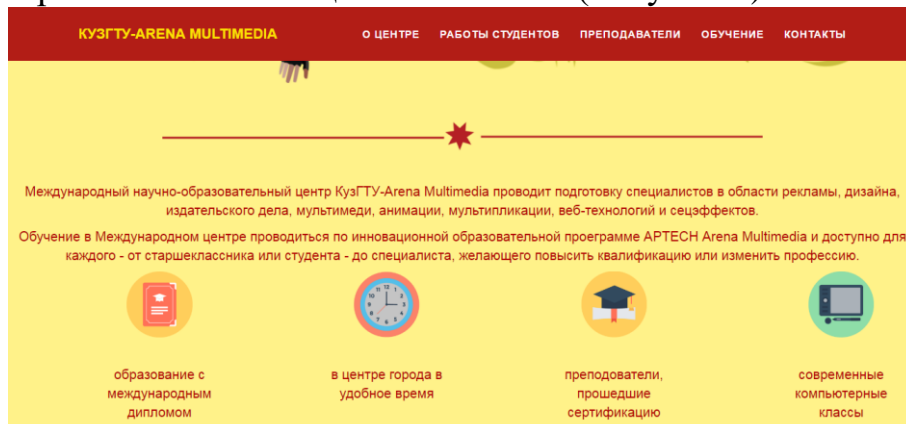 КУЗГТУ-ARENA MULTIMEDIA О ЦЕНТРЕ РАБОТЫ СТУДЕНТОВ ПРЕПОДАВАТЕЛИ ОБУЧЕНИЕ КОНТАКТЫ
Международный научно-образовательный центр КузГТУ-Arena Multimedia проводит подготовку специалистов в области рекламы, дизайна,
издательского дела, мультимеди, анимации, мультипликации, веб-технологий и сецэффектов.
Обучение в Международном центре проводиться по инновационной образовательной проеграмме APTECH Arena Multimedia и доступно для
каждого - от старшеклассника или студента - до специалиста, желающего повысить квалификацию или изменить профессию.
образование с
международным
дипломом
в центре города в
удобное время
преподователи,
прошедшие
сертификацию
современные
компьютерные
классы